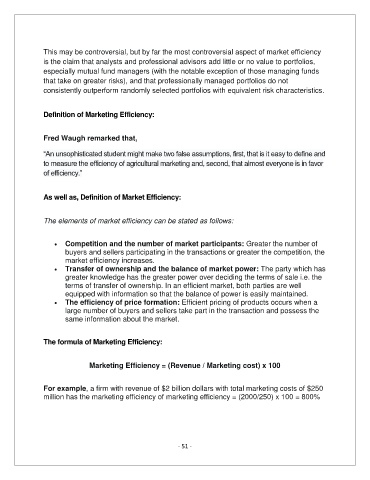 This may be controversial, but by far the most controversial aspect of market efficiency
is the claim that analysts and professional advisors add little or no value to portfolios,
especially mutual fund managers (with the notable exception of those managing funds
that take on greater risks), and that professionally managed portfolios do not
consistently outperform randomly selected portfolios with equivalent risk characteristics.
Definition of Marketing Efficiency:
Fred Waugh remarked that,
“An unsophisticated student might make two false assumptions, first, that is it easy to define and
to measure the efficiency of agricultural marketing and, second, that almost everyone is in favor
of efficiency.”
As well as, Definition of Market Efficiency:
The elements of market efficiency can be stated as follows:
• Competition and the number of market participants: Greater the number of
buyers and sellers participating in the transactions or greater the competition, the
market efficiency increases.
• Transfer of ownership and the balance of market power: The party which has
greater knowledge has the greater power over deciding the terms of sale i.e. the
terms of transfer of ownership. In an efficient market, both parties are well
equipped with information so that the balance of power is easily maintained.
• The efficiency of price formation: Efficient pricing of products occurs when a
large number of buyers and sellers take part in the transaction and possess the
same information about the market.
The formula of Marketing Efficiency:
Marketing Efficiency = (Revenue / Marketing cost) x 100
For example, a firm with revenue of $2 billion dollars with total marketing costs of $250
million has the marketing efficiency of marketing efficiency = (2000/250) x 100 = 800%
- 51 -